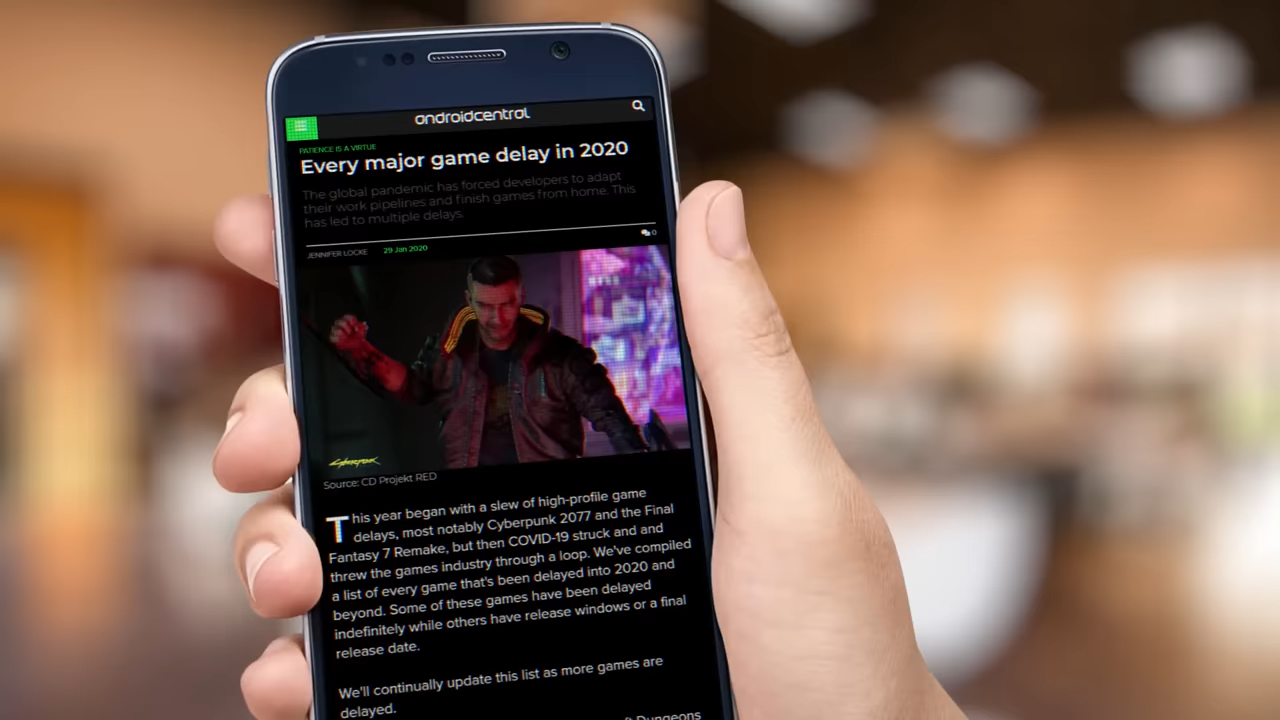 androidcentral
PATIENCE IS A VIRTUE
Every major game delay in 2020
The global pandemic has forced developers to adapt
their work pipelines and finish games from home. This
has led to multiple delays.
JENNIFER LOCKE 29 Jan 2020 0
CYBERPUNK
Source: CD Projekt RED
This year began with a slew of high-profile game
delays, most notably Cyberpunk 2077 and the Final
Fantasy 7 Remake, but then COVID-19 struck and and
threw the games industry through a loop. We've compiled
a list of every game that's been delayed into 2020 and
beyond. Some of these games have been delayed
indefinitely while others have release windows or a final
release date.
We'll continually update this list as more games are
delayed.
Dungeons